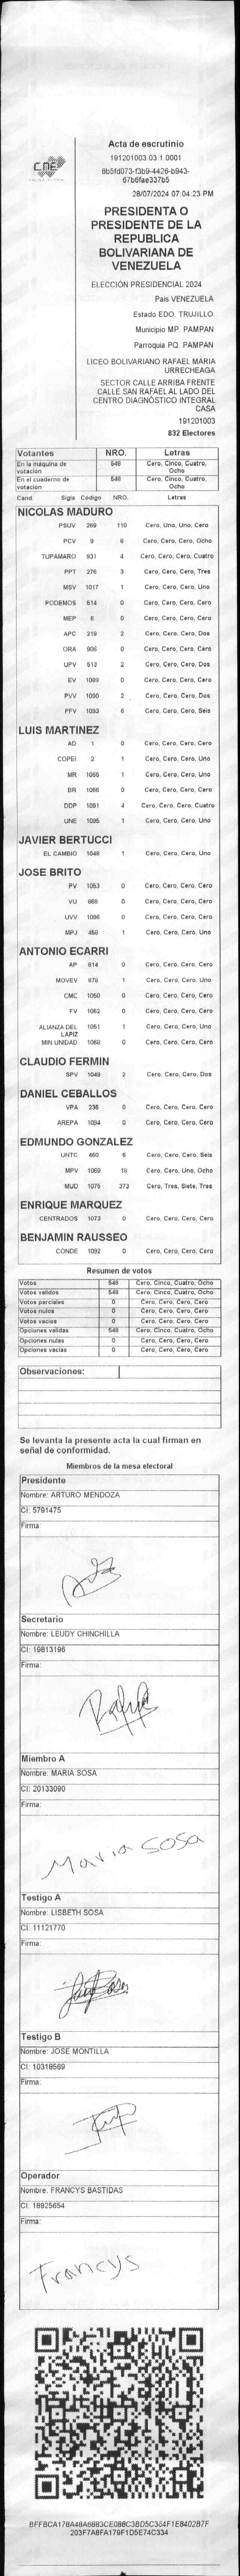 CNE
Acta de escrutinio
191201003.03.1.0001
8b5fd073-f3b9-4426-b943-
67b6fae337b5
28/07/2024 07:04:23 PM
PRESIDENTA O
PRESIDENTE DE LA
REPUBLICA
BOLIVARIANA DE
VENEZUELA
ELECCIÓN PRESIDENCIAL 2024
País VENEZUELA
Estado EDO. TRUJILLO
Municipio MP. PAMPAN
Parroquia PQ. PAMPAN
LICEO BOLIVARIANO RAFAEL MARIA
URRECHEAGA
SECTOR CALLE ARRIBA FRENTE
CALLE SAN RAFAEL AL LADO DEL
CENTRO DIAGNÓSTICO INTEGRAL
CASA
191201003
832 Electores
Votantes NRO. Letras
En la máquina de votación 548 Cero, Cinco, Cuatro, Ocho
En el cuaderno de votación 548 Cero, Cinco, Cuatro, Ocho
Cand. Sigla Código NRO. Letras
NICOLAS MADURO
PSUV 269 110 Cero, Uno, Uno, Cero
PCV 9 8 Cero, Cero, Cero, Ocho
TUPAMARO 931 4 Cero, Cero, Cero, Cuatro
PPT 276 3 Cero, Cero, Cero, Tres
MSV 1017 1 Cero, Cero, Cero, Uno
PODEMOS 514 0 Cero, Cero, Cero, Cero
MEP 6 0 Cero, Cero, Cero, Cero
APC 219 2 Cero, Cero, Cero, Dos
ORA 906 0 Cero, Cero, Cero, Cero
UPV 513 2 Cero, Cero, Cero, Dos
EV 1089 0 Cero, Cero, Cero, Cero
PVV 1090 2 Cero, Cero, Cero, Dos
PFV 1093 6 Cero, Cero, Cero, Seis
LUIS MARTINEZ
AD 1 0 Cero, Cero, Cero, Cero
COPEI 2 1 Cero, Cero, Cero, Uno
MR 1055 1 Cero, Cero, Cero, Uno
BR 1066 0 Cero, Cero, Cero, Cero
DDP 1091 4 Cero, Cero, Cero, Cuatro
UNE 1095 1 Cero, Cero, Cero, Uno
JAVIER BERTUCCI
EL CAMBIO 1048 1 Cero, Cero, Cero, Uno
JOSE BRITO
PV 1053 0 Cero, Cero, Cero, Cero
VU 868 0 Cero, Cero, Cero, Cero
UVV 1096 0 Cero, Cero, Cero, Cero
MPJ 458 1 Cero, Cero, Cero, Uno
ANTONIO ECARRI
AP 614 0 Cero, Cero, Cero, Cero
MOVEV 879 1 Cero, Cero, Cero, Uno
CMC 1050 0 Cero, Cero, Cero, Cero
FV 1062 0 Cero, Cero, Cero, Cero
ALIANZA DEL LAPIZ 1051 1 Cero, Cero, Cero, Uno
MIN UNIDAD 1068 0 Cero, Cero, Cero, Cero
CLAUDIO FERMIN
SPV 1049 2 Cero, Cero, Cero, Dos
DANIEL CEBALLOS
VPA 236 0 Cero, Cero, Cero, Cero
AREPA 1094 0 Cero, Cero, Cero, Cero
EDMUNDO GONZALEZ
UNTC 460 6 Cero, Cero, Cero, Seis
MPV 1069 18 Cero, Cero, Uno, Ocho
MUD 1075 373 Cero, Tres, Siete, Tres
ENRIQUE MARQUEZ
CENTRADOS 1073 0 Cero, Cero, Cero, Cero
BENJAMIN RAUSSEO
CONDE 1092 0 Cero, Cero, Cero, Cero
Resumen de votos
Votos 548 Cero, Cinco, Cuatro, Ocho
Votos validos 548 Cero, Cinco, Cuatro, Ocho
Votos parciales 0 Cero, Cero, Cero, Cero
Votos nulos 0 Cero, Cero, Cero, Cero
Votos vacios 0 Cero, Cero, Cero, Cero
Opciones validas 548 Cero, Cinco, Cuatro, Ocho
Opciones nulas 0 Cero, Cero, Cero, Cero
Opciones vacias 0 Cero, Cero, Cero, Cero
Observaciones:
Se levanta la presente acta la cual firman en
señal de conformidad.
Miembros de la mesa electoral
Presidente
Nombre: ARTURO MENDOZA
CI: 5791475
Firma:
Secretario
Nombre: LEUDY CHINCHILLA
CI: 19813196
Firma:
Miembro A
Nombre: MARIA SOSA
CI: 20133090
Firma:
Maria SOSA
Testigo A
Nombre: LISBETH SOSA
CI: 11121770
Firma:
Testigo B
Nombre: JOSE MONTILLA
CI: 10318569
Firma:
Operador
Nombre: FRANCYS BASTIDAS
CI: 18925654
Firma:
Francys
BFFBCA178A48A6883CE088C3BD5C364F1E8402B7F
203F7A8FA179F1D5E74C334